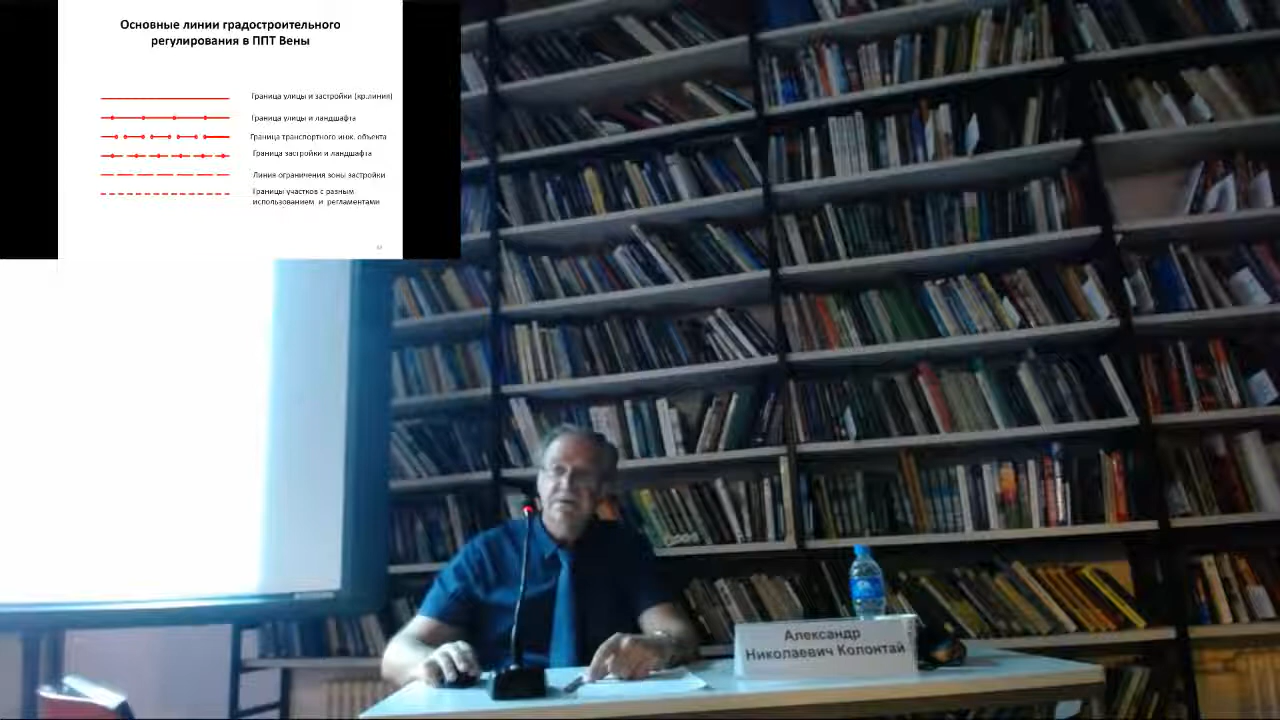 Основные линии градостроительного
регулирования в ППТ Вены
Граница улицы и застройки (кр.линия)
Граница улицы и ландшафта
Граница транспортного инж. объекта
Граница застройки и ландшафта
Линия ограничения зоны застройки
Границы участков с разным
использованием и регламентами
Александр
Николаевич Колонтай